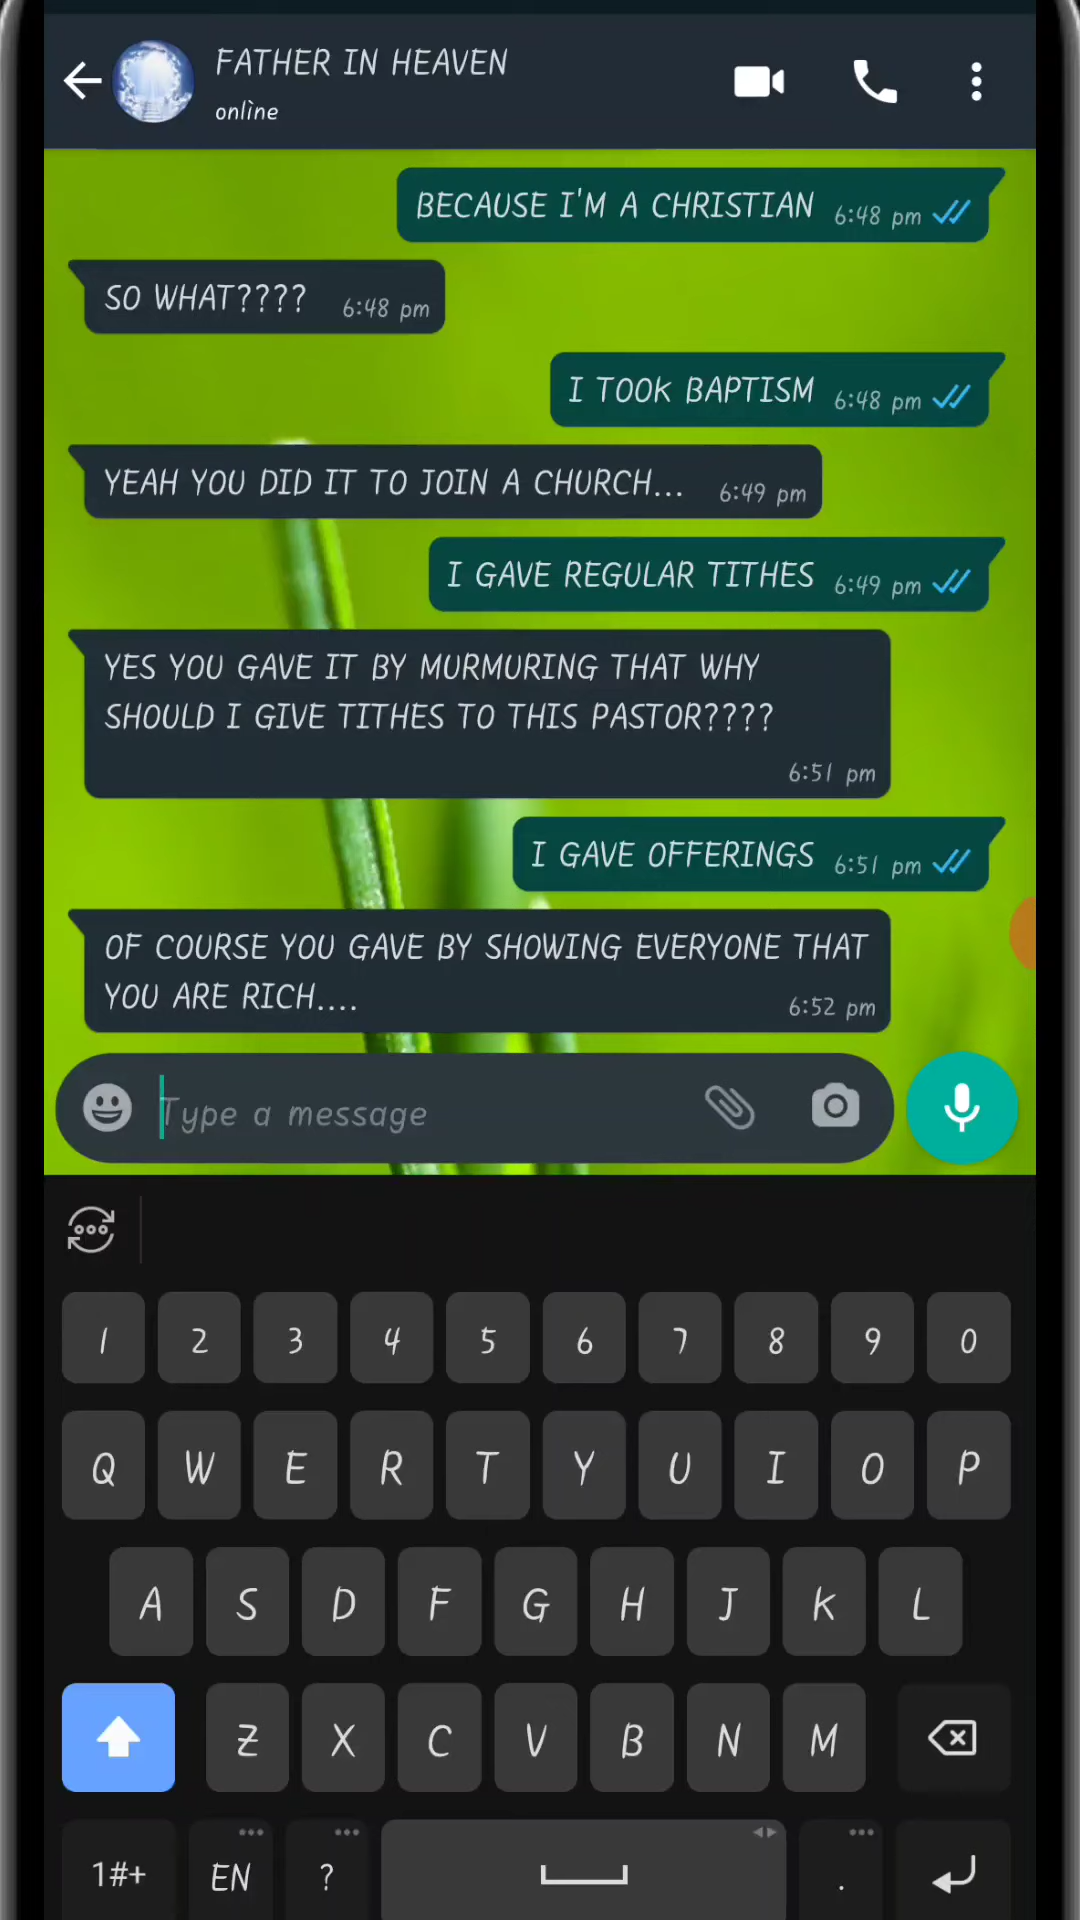 FATHER IN HEAVEN
onlìne
BECAUSE I'M A CHRISTIAN 6:48 pm
SO WHAT???? 6:48 pm
I TOOK BAPTISM 6:48 pm
YEAH YOU DID IT TO JOIN A CHURCH... 6:49 pm
I GAVE REGULAR TITHES 6:49 pm
YES YOU GAVE IT BY MURMURING THAT WHY
SHOULD I GIVE TITHES TO THIS PASTOR????
6:51 pm
I GAVE OFFERINGS 6:51 pm
OF COURSE YOU GAVE BY SHOWING EVERYONE THAT
YOU ARE RICH.... 6:52 pm
Type a message
1 2 3 4 5 6 7 8 9 0
Q W E R T Y U I O P
A S D F G H J K L
Z X C V B N M
1#+ EN ? .